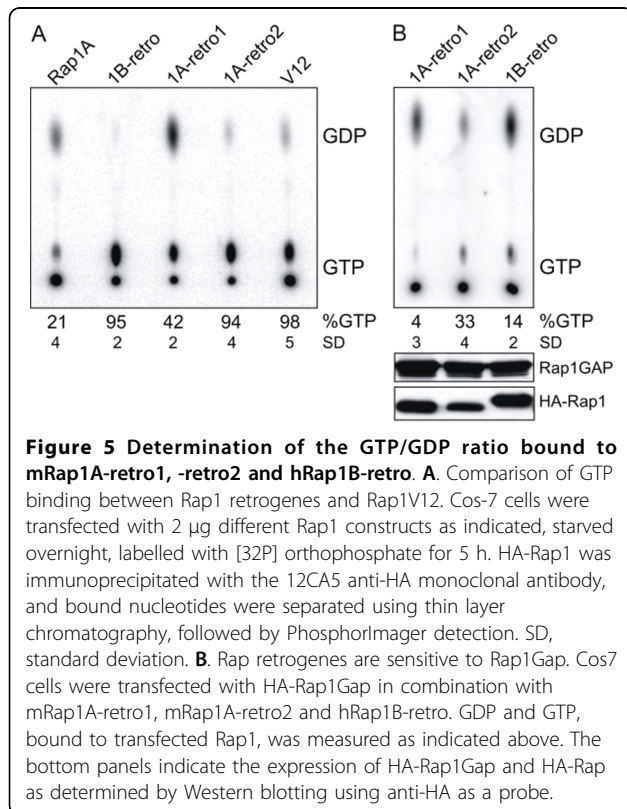 A
B
Rap1A
1B-retro
1A-retro1
1A-retro2
V12
1A-retro1
1A-retro2
1B-retro
GDP
GDP
GTP
GTP
21 95 42 94 98 %GTP
4 2 2 4 5 SD
4 33 14 %GTP
3 4 2 SD
Rap1GAP
HA-Rap1
Figure 5 Determination of the GTP/GDP ratio bound to
mRap1A-retro1, -retro2 and hRap1B-retro. A. Comparison of GTP
binding between Rap1 retrogenes and Rap1V12. Cos-7 cells were
transfected with 2 μg different Rap1 constructs as indicated, starved
overnight, labelled with [32P] orthophosphate for 5 h. HA-Rap1 was
immunoprecipitated with the 12CA5 anti-HA monoclonal antibody,
and bound nucleotides were separated using thin layer
chromatography, followed by PhosphorImager detection. SD,
standard deviation. B. Rap retrogenes are sensitive to Rap1Gap. Cos7
cells were transfected with HA-Rap1Gap in combination with
mRap1A-retro1, mRap1A-retro2 and hRap1B-retro. GDP and GTP,
bound to transfected Rap1, was measured as indicated above. The
bottom panels indicate the expression of HA-Rap1Gap and HA-Rap
as determined by Western blotting using anti-HA as a probe.